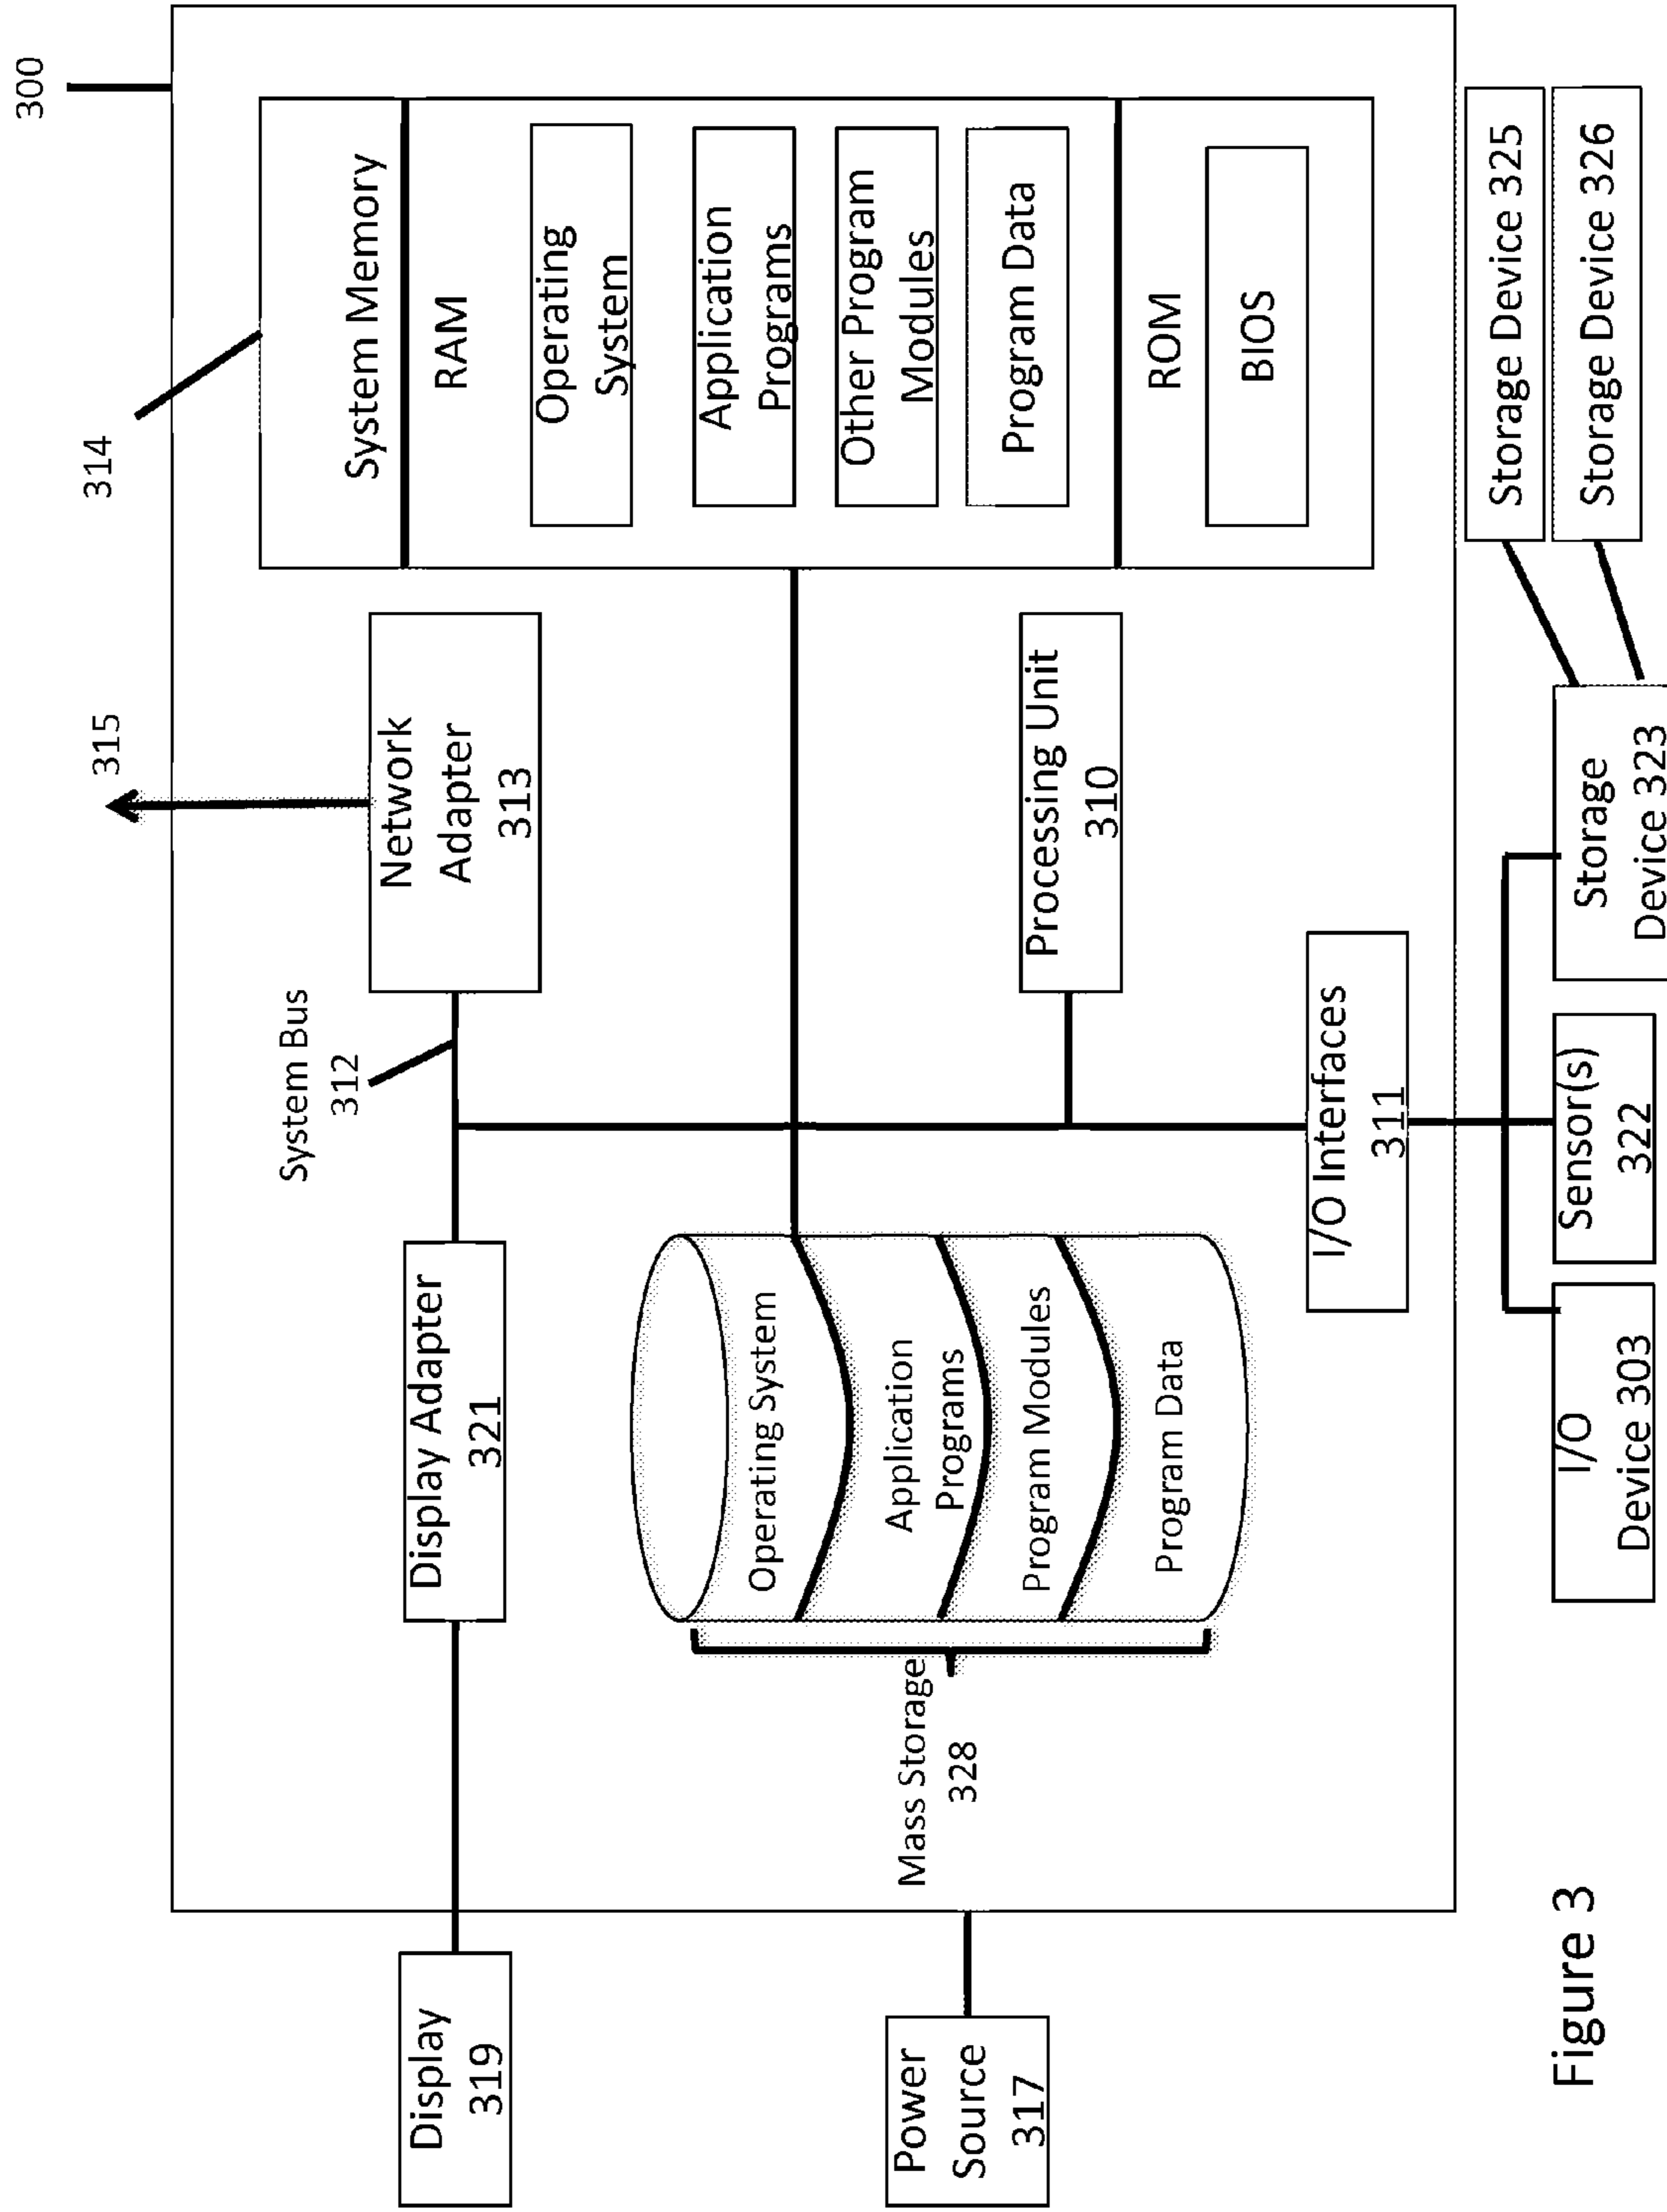 300
314
315
System Memory
RAM
Operating
System
Application
Programs
Other Program
Modules
Program Data
ROM
BIOS
Network
Adapter
313
System Bus
312
Processing Unit
310
Display Adapter
321
Display
319
Operating System
Application
Programs
Program Modules
Program Data
Mass Storage
328
Power
Source
317
I/O Interfaces
311
I/O
Device 303
Sensor(s)
322
Storage
Device 323
Storage Device 325
Storage Device 326
Figure 3